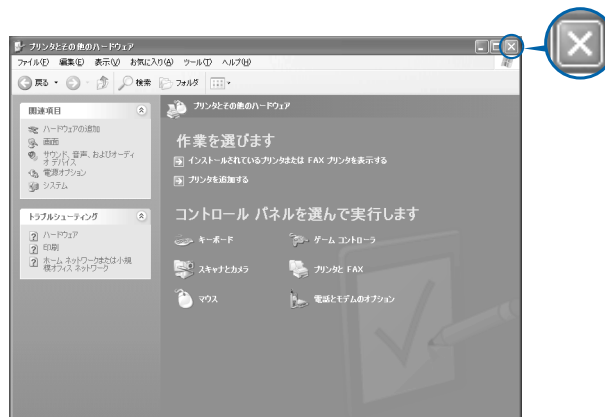 プリンタとその他のハードウェア
ファイル(F) 編集(E) 表示(V) お気に入り(A) ツール(T) ヘルプ(H)
戻る 検索 フォルダ
関連項目
ハードウェアの追加
画面
サウンド、音声、およびオーディ
オ デバイス
電源オプション
システム
トラブルシューティング
ハードウェア
印刷
ホーム ネットワークまたは小規
模オフィス ネットワーク
プリンタとその他のハードウェア
作業を選びます
インストールされているプリンタまたは FAX プリンタを表示する
プリンタを追加する
コントロール パネルを選んで実行します
キーボード ゲーム コントローラ
スキャナとカメラ プリンタと FAX
マウス 電話とモデムのオプション